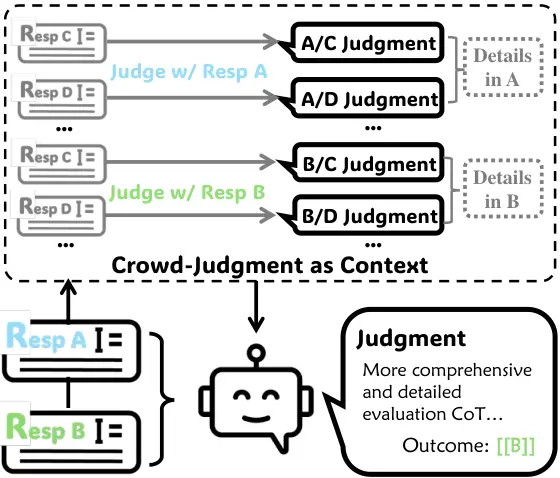 Resp C
A/C Judgment
Judge w/ Resp A
Details
in A
Resp D
A/D Judgment
...
...
Resp C
B/C Judgment
Judge w/ Resp B
Details
in B
Resp D
B/D Judgment
...
...
Crowd-Judgment as Context
Resp A
Resp B
Judgment
More comprehensive
and detailed
evaluation CoT...
Outcome: [[B]]